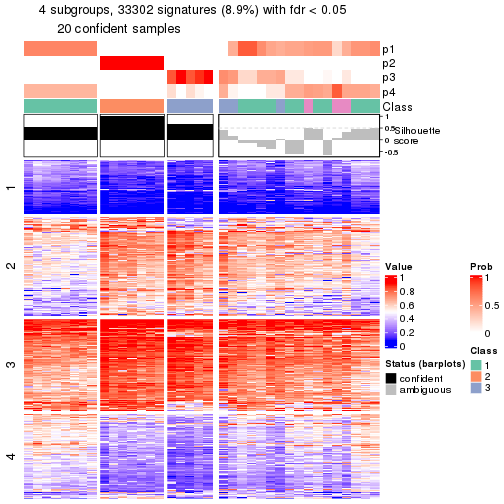 4 subgroups, 33302 signatures (8.9%) with fdr < 0.05
20 confident samples
p1
p2
p3
p4
Class
1
0.5
0
-0.5
Silhouette
score
1
2
3
4
Value
1
0.8
0.6
0.4
0.2
0
Prob
1
0.5
0
Status (barplots)
confident
ambiguous
Class
1
2
3